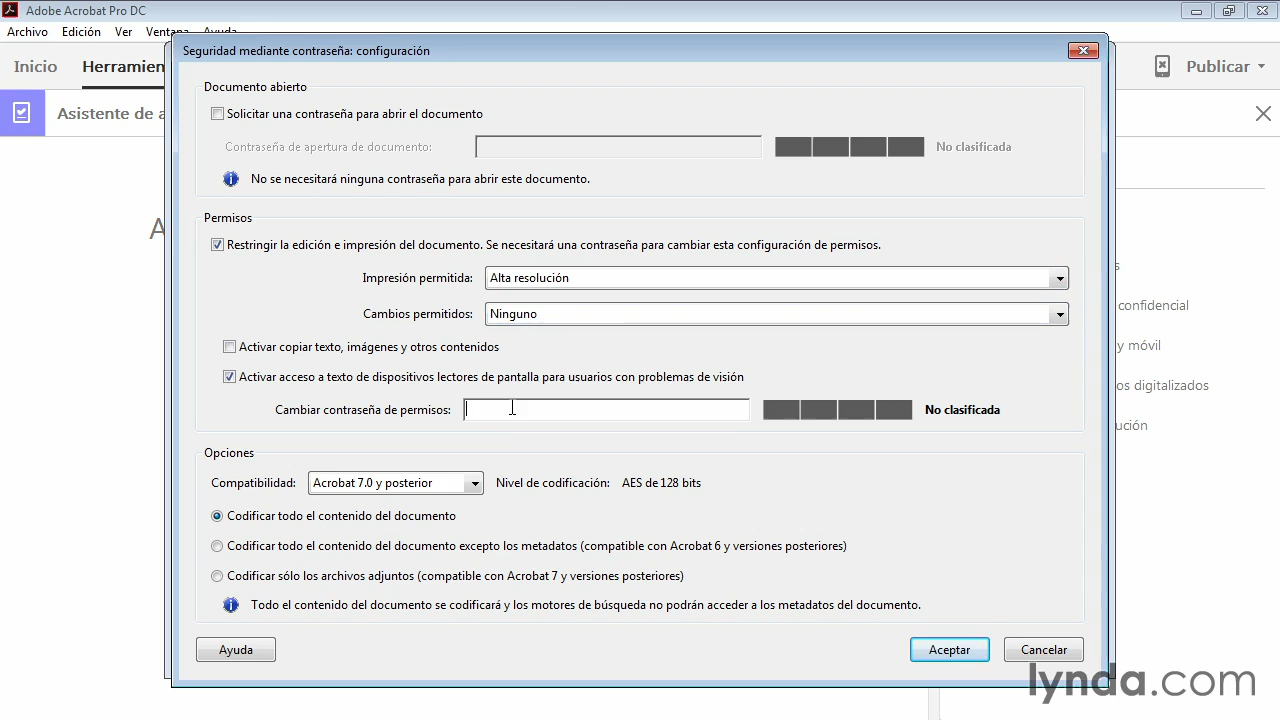 Adobe Acrobat Pro DC
Archivo Edición Ver Ventana Ayuda
Seguridad mediante contraseña: configuración
Inicio
Publicar
Documento abierto
Solicitar una contraseña para abrir el documento
Asistente de a
Contraseña de apertura de documento:
No clasificada
No se necesitará ninguna contraseña para abrir este documento.
Permisos
A
Restringir la edición e impresión del documento. Se necesitará una contraseña para cambiar esta configuración de permisos.
s
Impresión permitida: Alta resolución
confidencial
Cambios permitidos: Ninguno
Activar copiar texto, imágenes y otros contenidos
y móvil
Activar acceso a texto de dispositivos lectores de pantalla para usuarios con problemas de visión
os digitalizados
Cambiar contraseña de permisos:
No clasificada
ución
Opciones
Compatibilidad: Acrobat 7.0 y posterior Nivel de codificación: AES de 128 bits
Codificar todo el contenido del documento
Codificar todo el contenido del documento excepto los metadatos (compatible con Acrobat 6 y versiones posteriores)
Codificar sólo los archivos adjuntos (compatible con Acrobat 7 y versiones posteriores)
Todo el contenido del documento se codificará y los motores de búsqueda no podrán acceder a los metadatos del documento.
Ayuda
Aceptar
Cancelar
lynda.com